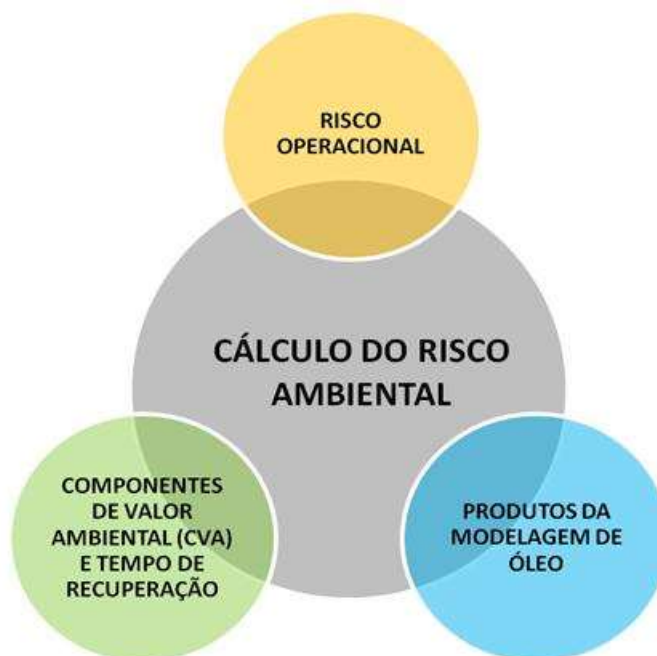 RISCO
OPERACIONAL
CÁLCULO DO RISCO
AMBIENTAL
COMPONENTES
DE VALOR
AMBIENTAL (CVA)
E TEMPO DE
RECUPERAÇÃO
PRODUTOS DA
MODELAGEM DE
ÓLEO